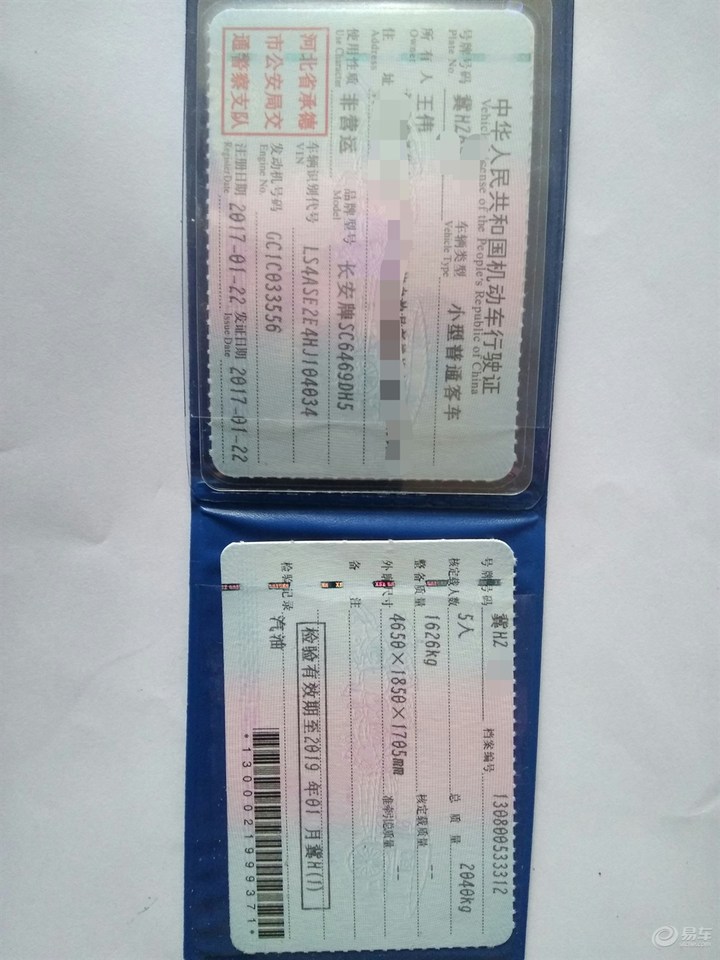 中华人民共和国机动车行驶证
Vehicle License of the People's Republic of China
号牌号码 冀H2 车辆类型 小型普通客车
Plate No. Vehicle Type
所有人 王伟
Owner
住址
Address
使用性质 非营运 品牌型号 长安牌SC6469DH5
Use Character Model
河北省承德
市公安局交
通警察支队
车辆识别代号 LS4ASE2E4HJ104034
VIN
发动机号码 GC1C033556
Engine No.
注册日期 2017-01-22 发证日期 2017-01-22
Register Date Issue Date
号牌号码 冀H2 档案编号 130800533312
核定载人数 5人 总质量 2040kg
整备质量 1626kg 核定载质量 --
外廓尺寸 4650×1850×1705mm 准牵引总质量 --
备注
检验有效期至2019年01月冀H(1)
检验记录 汽油
*1300021999371*
易车